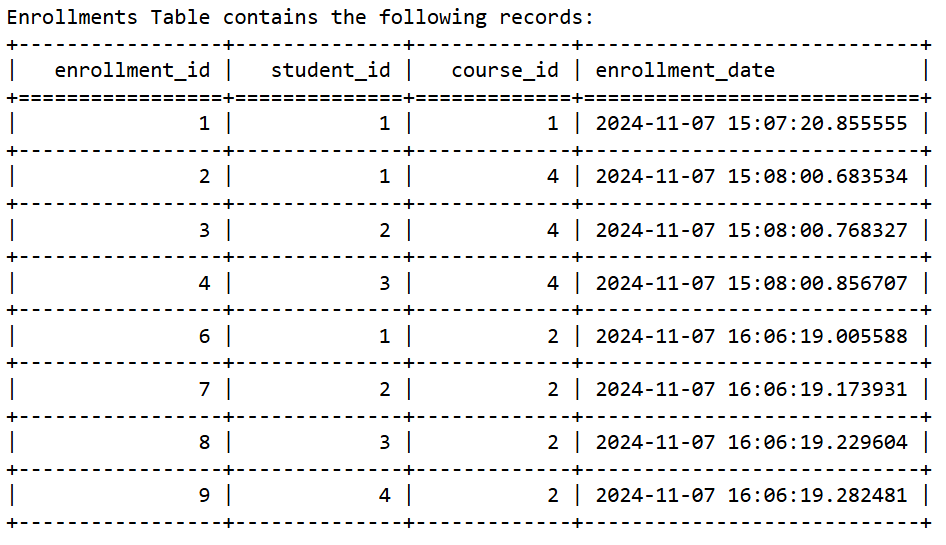 Enrollments Table contains the following records:
+-----------------+--------------+-------------+----------------------------+
|   enrollment_id |   student_id |   course_id | enrollment_date            |
+=================+==============+=============+============================+
|               1 |            1 |           1 | 2024-11-07 15:07:20.855555 |
+-----------------+--------------+-------------+----------------------------+
|               2 |            1 |           4 | 2024-11-07 15:08:00.683534 |
+-----------------+--------------+-------------+----------------------------+
|               3 |            2 |           4 | 2024-11-07 15:08:00.768327 |
+-----------------+--------------+-------------+----------------------------+
|               4 |            3 |           4 | 2024-11-07 15:08:00.856707 |
+-----------------+--------------+-------------+----------------------------+
|               6 |            1 |           2 | 2024-11-07 16:06:19.005588 |
+-----------------+--------------+-------------+----------------------------+
|               7 |            2 |           2 | 2024-11-07 16:06:19.173931 |
+-----------------+--------------+-------------+----------------------------+
|               8 |            3 |           2 | 2024-11-07 16:06:19.229604 |
+-----------------+--------------+-------------+----------------------------+
|               9 |            4 |           2 | 2024-11-07 16:06:19.282481 |
+-----------------+--------------+-------------+----------------------------+